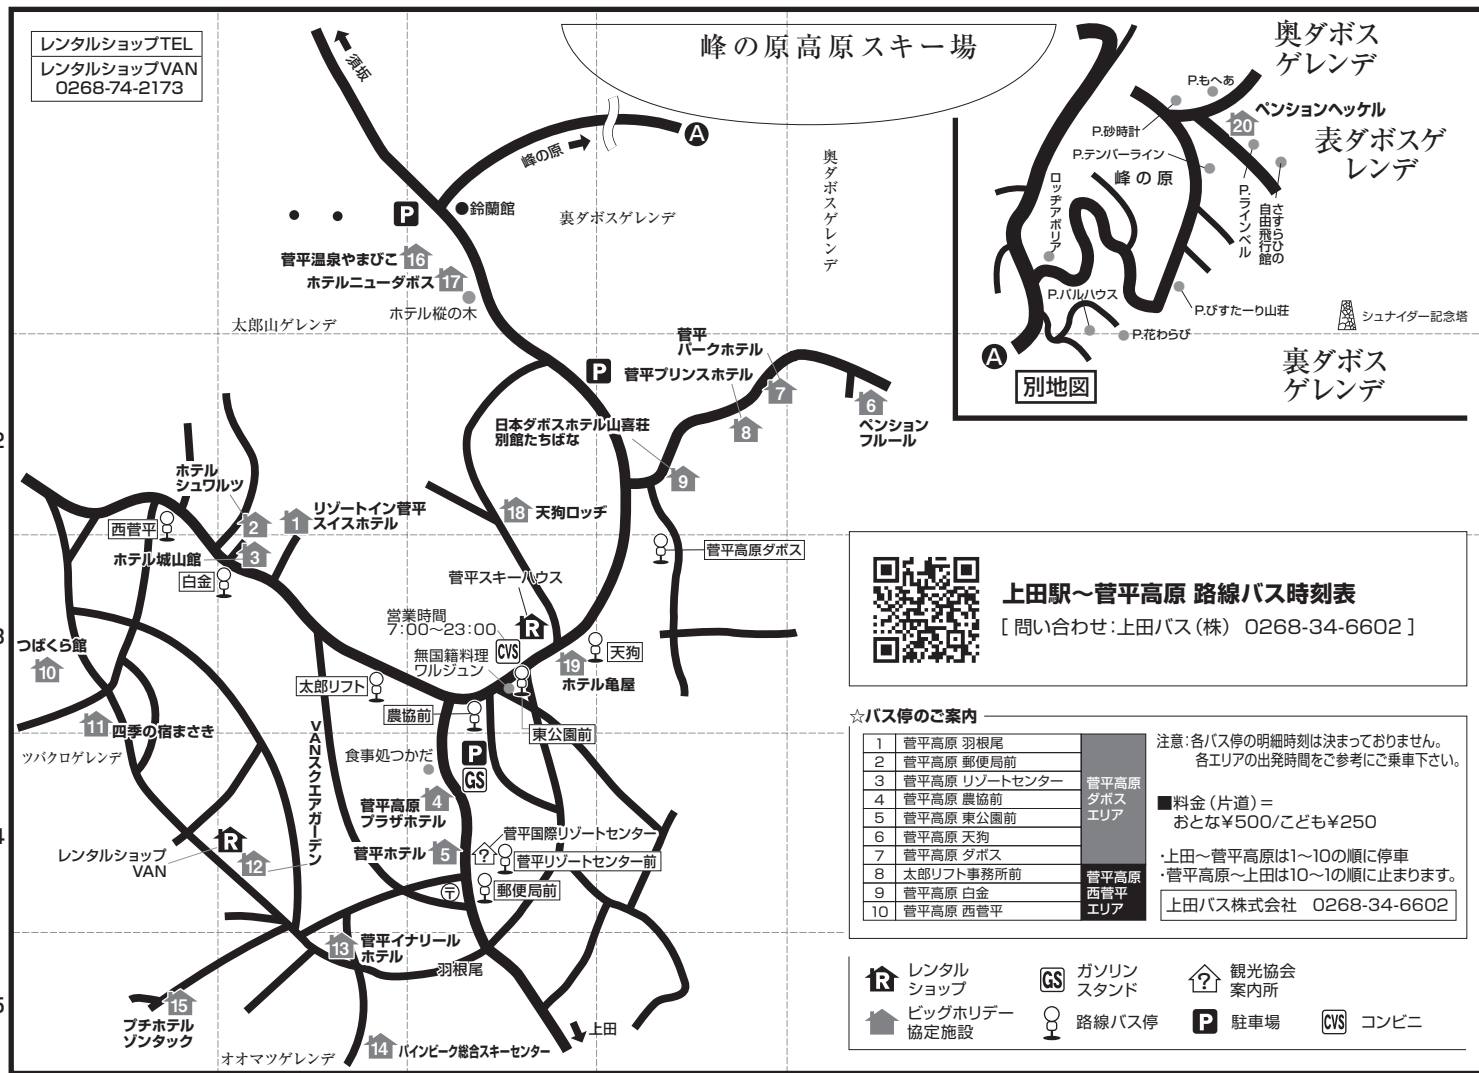 レンタルショップTEL
レンタルショップVAN
0268-74-2173
須坂
峰の原高原スキー場
峰の原
A
鈴蘭館
P
裏ダボスゲレンデ
奥ダボスゲレンデ
菅平温泉やまびこ
16
ホテルニューダボス
17
ホテル樅の木
太郎山ゲレンデ
P
菅平
パークホテル
7
菅平プリンスホテル
8
6
ペンション
フルール
日本ダボスホテル山喜荘
別館たちばな
9
奥ダボス
ゲレンデ
P.もへあ
ペンションヘッケル
20
P.砂時計
表ダボスゲ
レンデ
P.テンバーライン
峰の原
ロッヂアボリア
P.ラインベル
さすらひの
自由飛行館
P.バルハウス
P.びすたーり山荘
P.花わらび
シュナイダー記念塔
A
別地図
裏ダボス
ゲレンデ
2
ホテル
シュワルツ
2
リゾートイン菅平
スイスホテル
1
西菅平
ホテル城山館
3
白金
18
天狗ロッヂ
菅平高原ダボス
菅平スキーハウス
R
営業時間
7:00〜23:00
CVS
無国籍料理
ワルジュン
19
ホテル亀屋
天狗
3
つばくら館
10
太郎リフト
農協前
東公園前
11
四季の宿まさき
ツバクロゲレンデ
VANスクエアガーデン
食事処つかだ
P
GS
菅平高原
プラザホテル
4
4
レンタルショップ
VAN
R
12
菅平ホテル
5
菅平国際リゾートセンター
?
菅平リゾートセンター前
〒
郵便局前
13
菅平イナリール
ホテル
羽根尾
5
15
プチホテル
ゾンタック
オオマツゲレンデ
14
パインビーク総合スキーセンター
上田
上田駅〜菅平高原 路線バス時刻表
[ 問い合わせ:上田バス(株) 0268-34-6602 ]
☆バス停のご案内
1 菅平高原 羽根尾
2 菅平高原 郵便局前
3 菅平高原 リゾートセンター
4 菅平高原 農協前
5 菅平高原 東公園前
6 菅平高原 天狗
7 菅平高原 ダボス
8 太郎リフト事務所前
9 菅平高原 白金
10 菅平高原 西菅平
菅平高原
ダボス
エリア
菅平高原
西菅平
エリア
注意:各バス停の明細時刻は決まっておりません。
各エリアの出発時間をご参考にご乗車下さい。
■料金(片道)=
おとな¥500/こども¥250
・上田〜菅平高原は1〜10の順に停車
・菅平高原〜上田は10〜1の順に止まります。
上田バス株式会社 0268-34-6602
R レンタル
ショップ
GS ガソリン
スタンド
? 観光協会
案内所
ビッグホリデー
協定施設
路線バス停
P 駐車場
CVS コンビニ